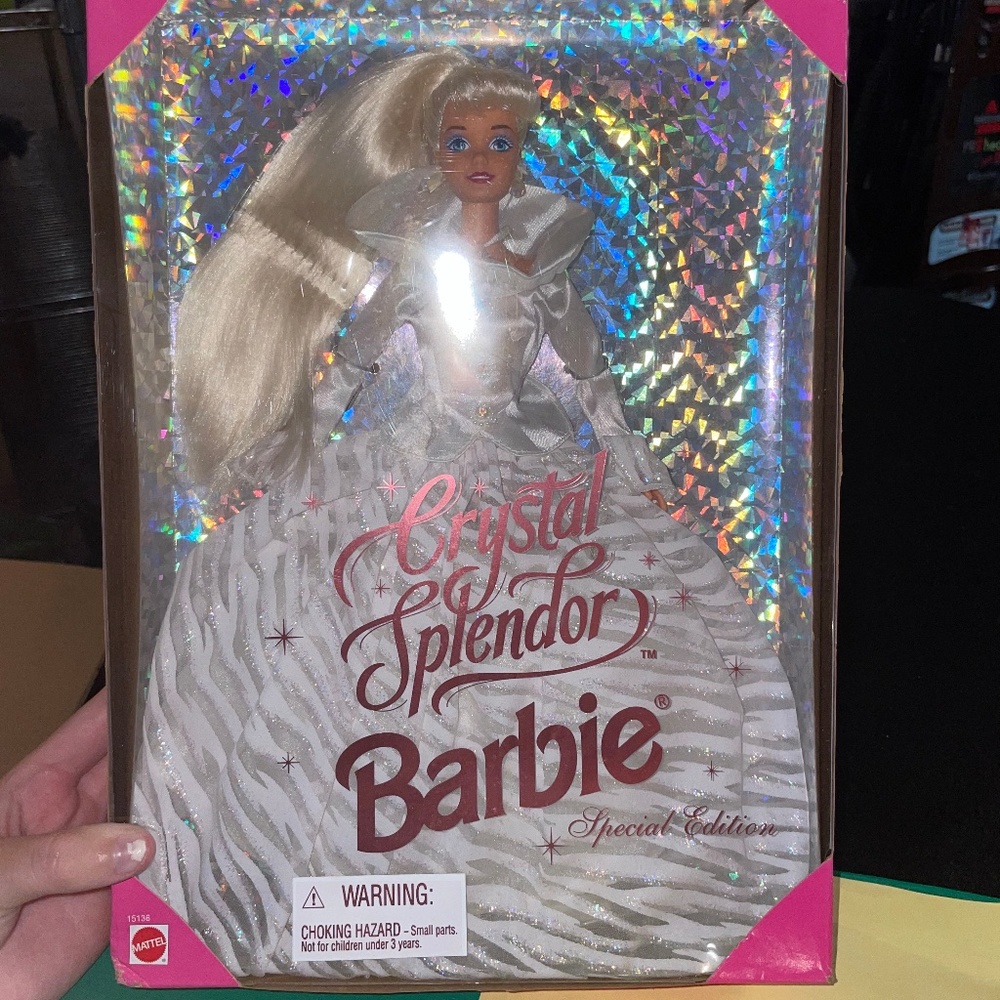 Crystal
Splendor™
Barbie®
Special Edition
⚠ WARNING:
CHOKING HAZARD – Small parts.
Not for children under 3 years.
15136
MATTEL